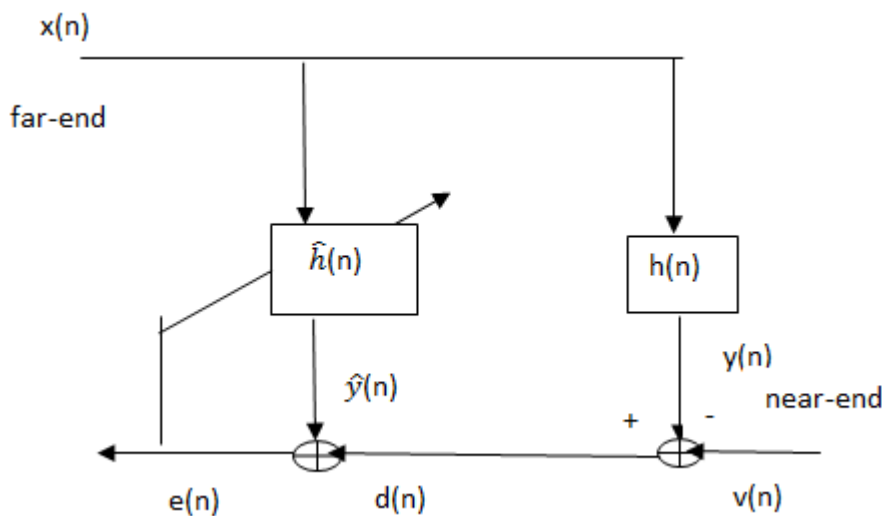 x(n)
far-end
ĥ(n)
h(n)
ŷ(n)
y(n)
+ -
near-end
e(n)
d(n)
v(n)